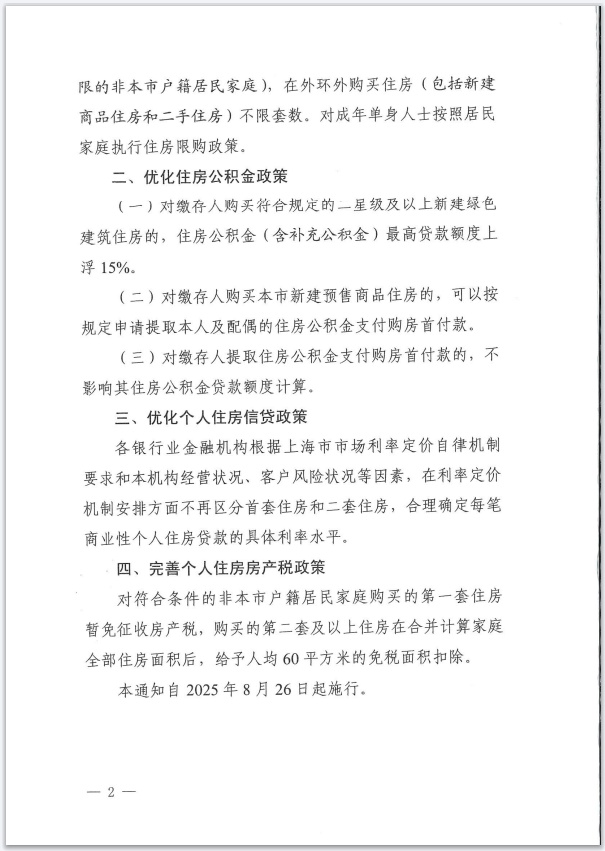 限的非本市户籍居民家庭），在外环外购买住房（包括新建
商品住房和二手住房）不限套数。对成年单身人士按照居民
家庭执行住房限购政策。
二、优化住房公积金政策
（一）对缴存人购买符合规定的二星级及以上新建绿色
建筑住房的，住房公积金（含补充公积金）最高贷款额度上
浮 15%。
（二）对缴存人购买本市新建预售商品住房的，可以按
规定申请提取本人及配偶的住房公积金支付购房首付款。
（三）对缴存人提取住房公积金支付购房首付款的，不
影响其住房公积金贷款额度计算。
三、优化个人住房信贷政策
各银行业金融机构根据上海市市场利率定价自律机制
要求和本机构经营状况、客户风险状况等因素，在利率定价
机制安排方面不再区分首套住房和二套住房，合理确定每笔
商业性个人住房贷款的具体利率水平。
四、完善个人住房房产税政策
对符合条件的非本市户籍居民家庭购买的第一套住房
暂免征收房产税，购买的第二套及以上住房在合并计算家庭
全部住房面积后，给予人均 60 平方米的免税面积扣除。
本通知自 2025 年 8 月 26 日起施行。
— 2 —